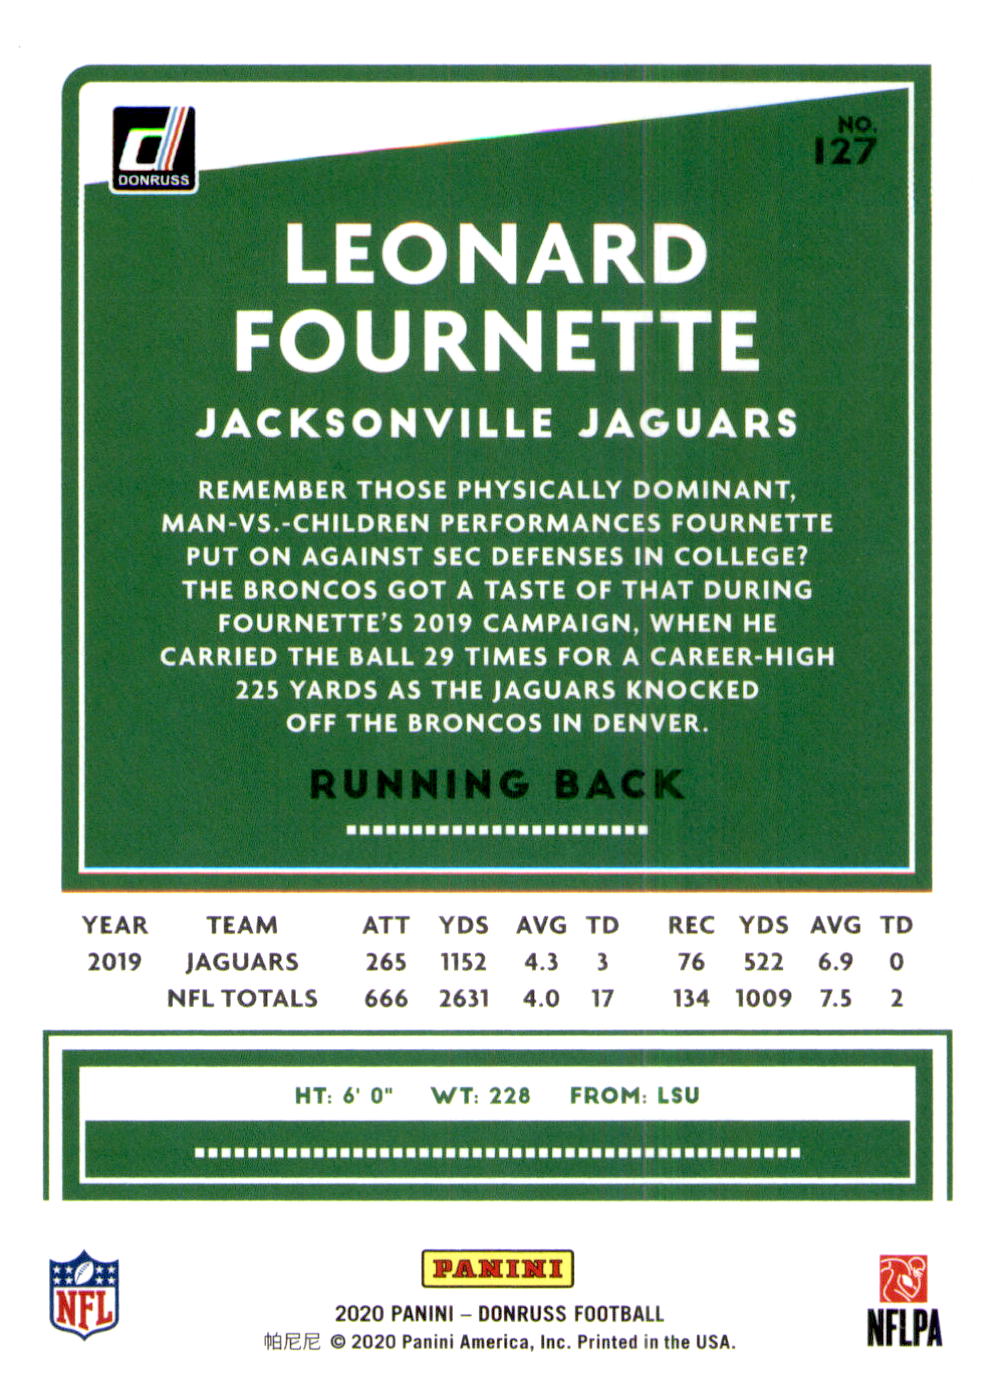 DONRUSS
NO.
127
LEONARD
FOURNETTE
JACKSONVILLE JAGUARS
REMEMBER THOSE PHYSICALLY DOMINANT,
MAN-VS.-CHILDREN PERFORMANCES FOURNETTE
PUT ON AGAINST SEC DEFENSES IN COLLEGE?
THE BRONCOS GOT A TASTE OF THAT DURING
FOURNETTE'S 2019 CAMPAIGN, WHEN HE
CARRIED THE BALL 29 TIMES FOR A CAREER-HIGH
225 YARDS AS THE JAGUARS KNOCKED
OFF THE BRONCOS IN DENVER.
RUNNING BACK
YEAR TEAM ATT YDS AVG TD REC YDS AVG TD
2019 JAGUARS 265 1152 4.3 3 76 522 6.9 0
NFL TOTALS 666 2631 4.0 17 134 1009 7.5 2
HT: 6' 0" WT: 228 FROM: LSU
NFL
PANINI
NFLPA
2020 PANINI – DONRUSS FOOTBALL
帕尼尼 © 2020 Panini America, Inc. Printed in the USA.